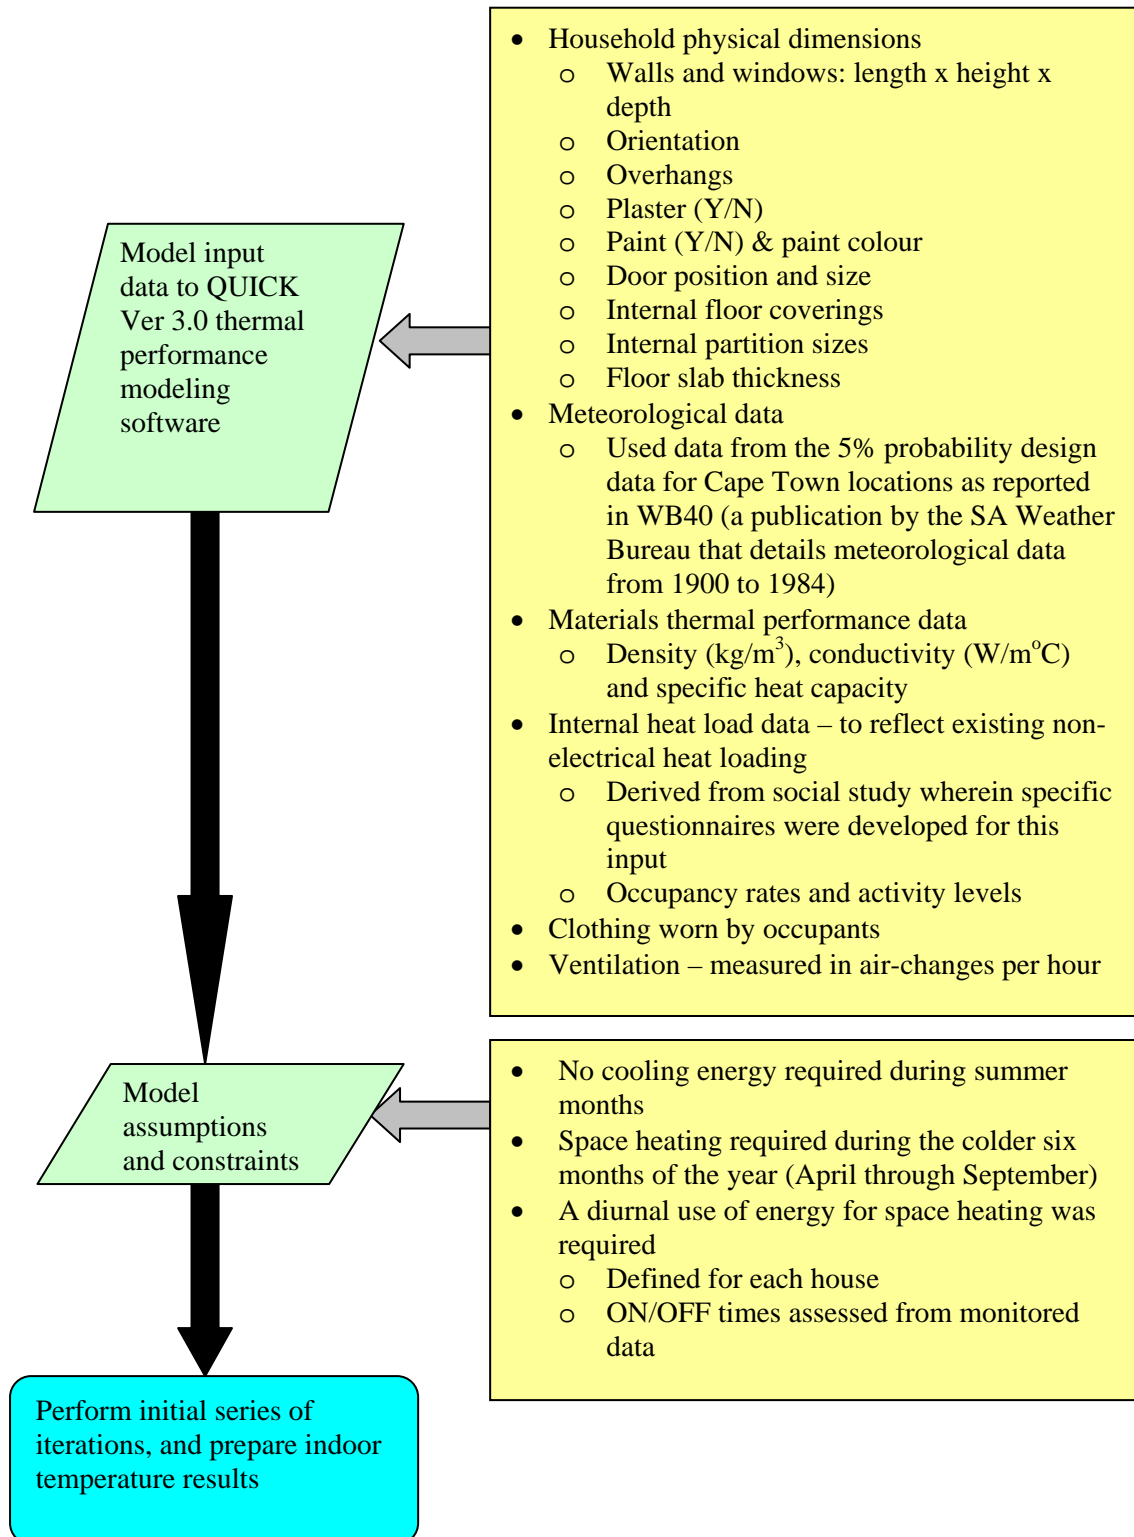 Model input
data to QUICK
Ver 3.0 thermal
performance
modeling
software
• Household physical dimensions
o Walls and windows: length x height x
depth
o Orientation
o Overhangs
o Plaster (Y/N)
o Paint (Y/N) & paint colour
o Door position and size
o Internal floor coverings
o Internal partition sizes
o Floor slab thickness
• Meteorological data
o Used data from the 5% probability design
data for Cape Town locations as reported
in WB40 (a publication by the SA Weather
Bureau that details meteorological data
from 1900 to 1984)
• Materials thermal performance data
o Density (kg/m³), conductivity (W/m°C)
and specific heat capacity
• Internal heat load data – to reflect existing non-
electrical heat loading
o Derived from social study wherein specific
questionnaires were developed for this
input
o Occupancy rates and activity levels
• Clothing worn by occupants
• Ventilation – measured in air-changes per hour
Model
assumptions
and constraints
• No cooling energy required during summer
months
• Space heating required during the colder six
months of the year (April through September)
• A diurnal use of energy for space heating was
required
o Defined for each house
o ON/OFF times assessed from monitored
data
Perform initial series of
iterations, and prepare indoor
temperature results